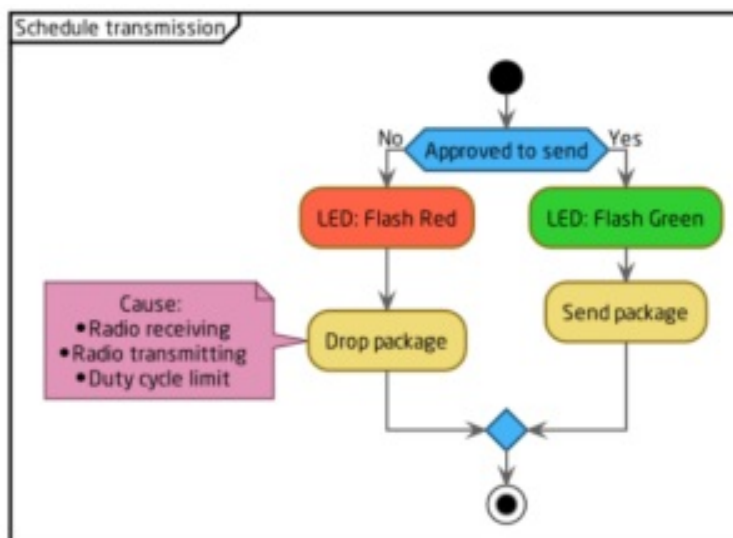 Schedule transmission
No
Approved to send
Yes
LED: Flash Red
LED: Flash Green
Cause:
•Radio receiving
•Radio transmitting
•Duty cycle limit
Drop package
Send package